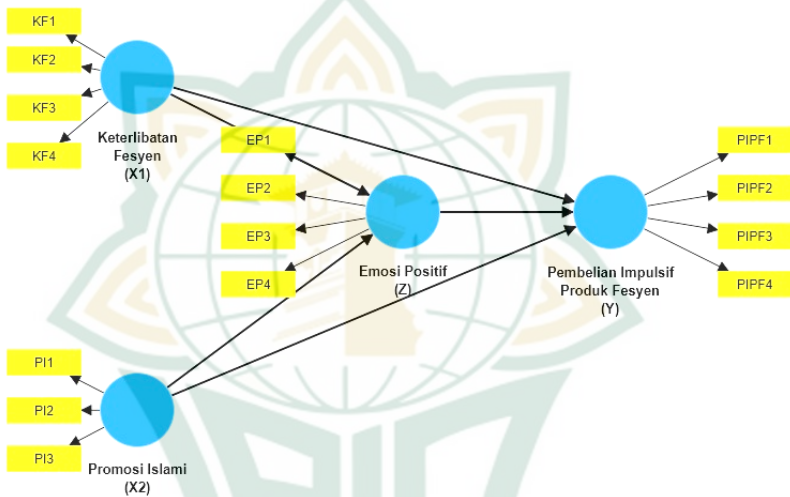 KF1
KF2
KF3
KF4
Keterlibatan
Fesyen
(X1)
EP1
EP2
EP3
EP4
Emosi Positif
(Z)
PIPF1
PIPF2
PIPF3
PIPF4
Pembelian Impulsif
Produk Fesyen
(Y)
PI1
PI2
PI3
Promosi Islami
(X2)